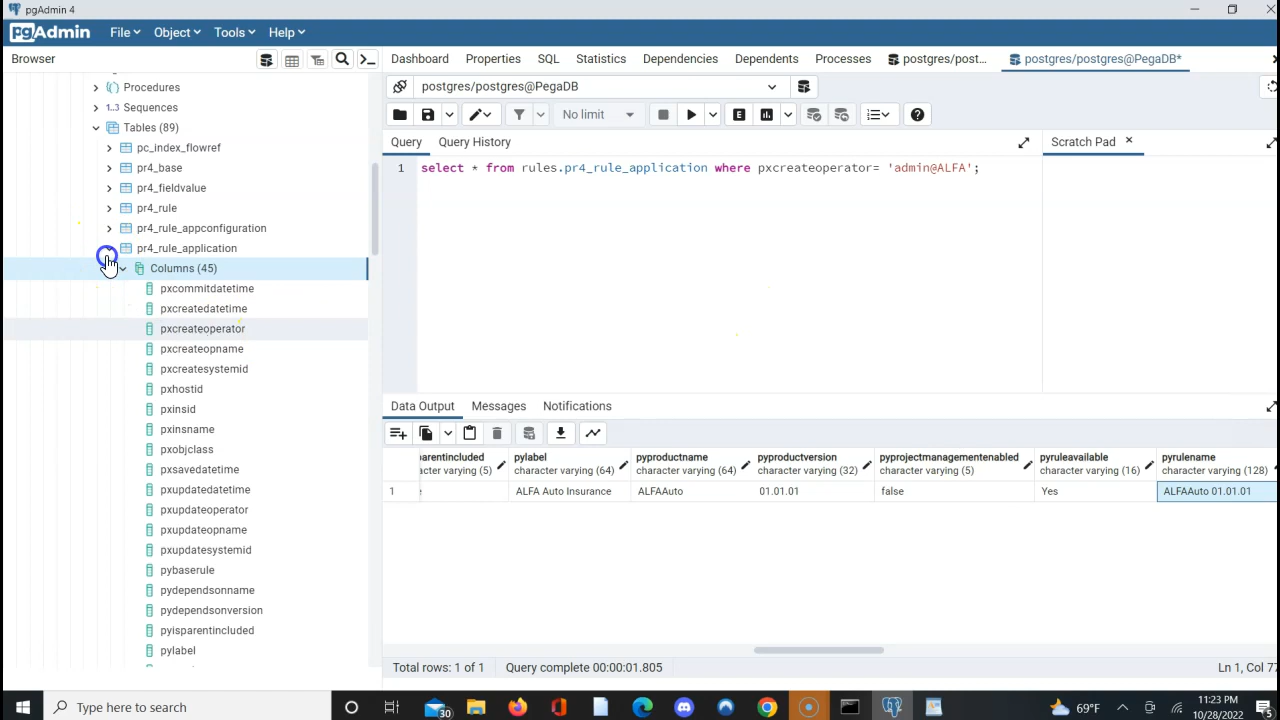 pgAdmin 4
pgAdmin File Object Tools Help
Browser
Dashboard Properties SQL Statistics Dependencies Dependents Processes postgres/post... postgres/postgres@PegaDB*
Procedures
1..3 Sequences
Tables (89)
pc_index_flowref
pr4_base
pr4_fieldvalue
pr4_rule
pr4_rule_appconfiguration
pr4_rule_application
Columns (45)
pxcommitdatetime
pxcreatedatetime
pxcreateoperator
pxcreateopname
pxcreatesystemid
pxhostid
pxinsid
pxinsname
pxobjclass
pxsavedatetime
pxupdatedatetime
pxupdateoperator
pxupdateopname
pxupdatesystemid
pybaserule
pydependsonname
pydependsonversion
pyisparentincluded
pylabel
postgres/postgres@PegaDB
No limit
E
Query Query History
Scratch Pad
1 select * from rules.pr4_rule_application where pxcreateoperator= 'admin@ALFA';
Data Output Messages Notifications
parentincluded pylabel pyproductname pyproductversion pyprojectmanagementenabled pyruleavailable pyrulename
acter varying (5) character varying (64) character varying (64) character varying (32) character varying (5) character varying (16) character varying (128)
1 ALFA Auto Insurance ALFAAuto 01.01.01 false Yes ALFAAuto 01.01.01
Total rows: 1 of 1 Query complete 00:00:01.805 Ln 1, Col 77
Type here to search
30
69°F
11:23 PM
10/28/2022
5